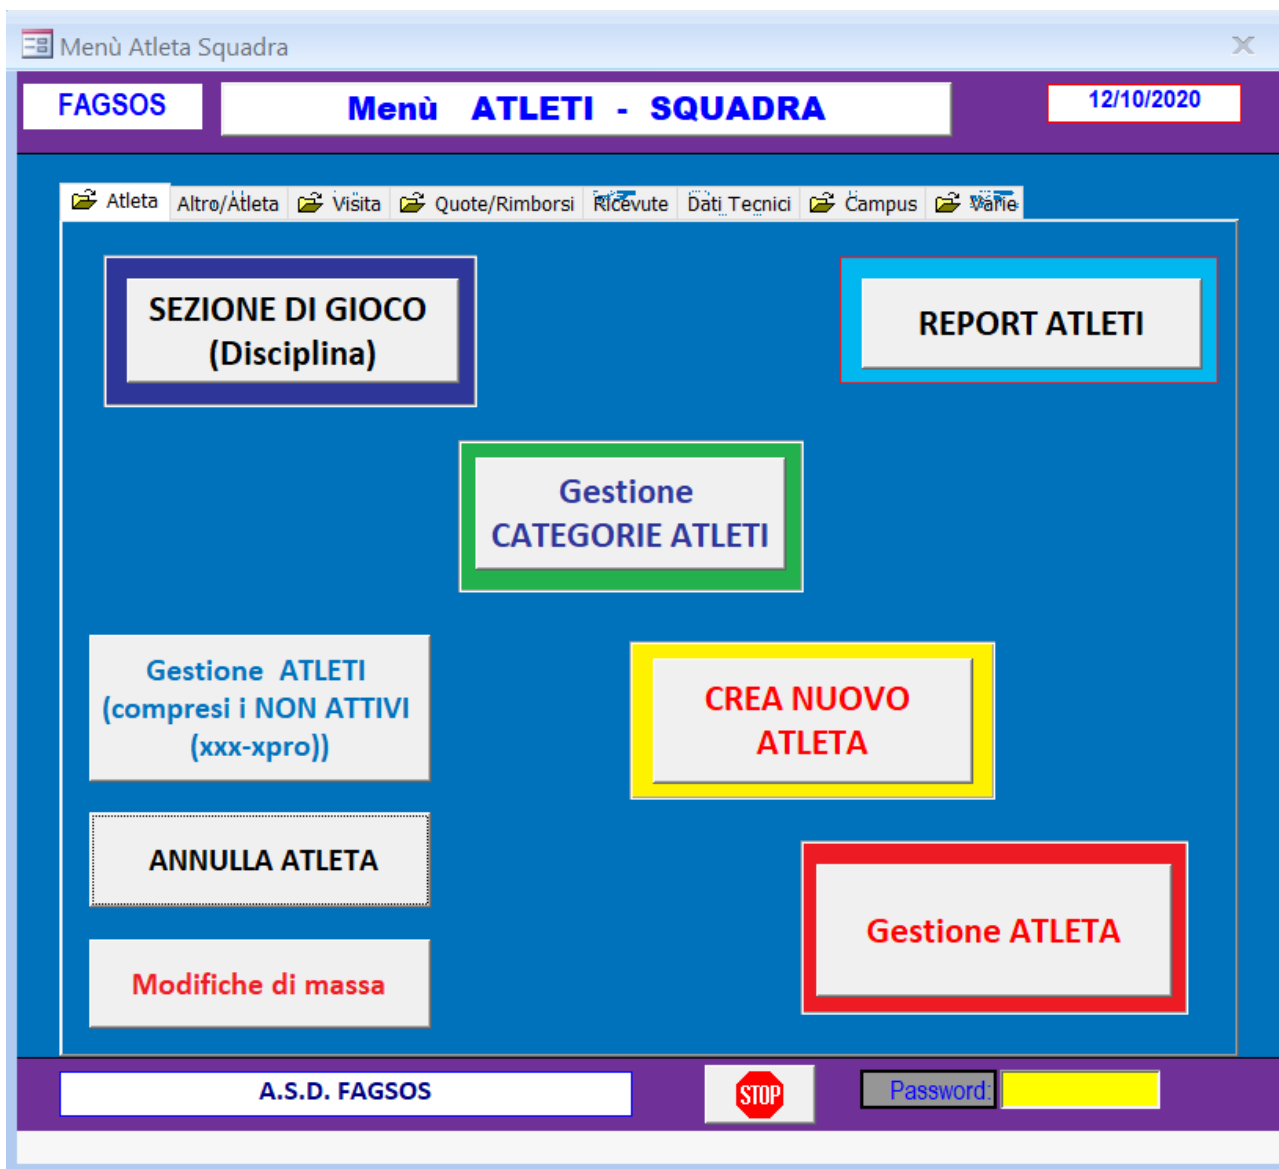 Menù Atleta Squadra
FAGSOS
Menù ATLETI - SQUADRA
12/10/2020
Atleta Altro/Atleta Visita Quote/Rimborsi Ricevute Dati Tecnici Campus Varie
SEZIONE DI GIOCO
(Disciplina)
REPORT ATLETI
Gestione
CATEGORIE ATLETI
Gestione ATLETI
(compresi i NON ATTIVI
(xxx-xpro))
CREA NUOVO
ATLETA
ANNULLA ATLETA
Gestione ATLETA
Modifiche di massa
A.S.D. FAGSOS
STOP
Password: